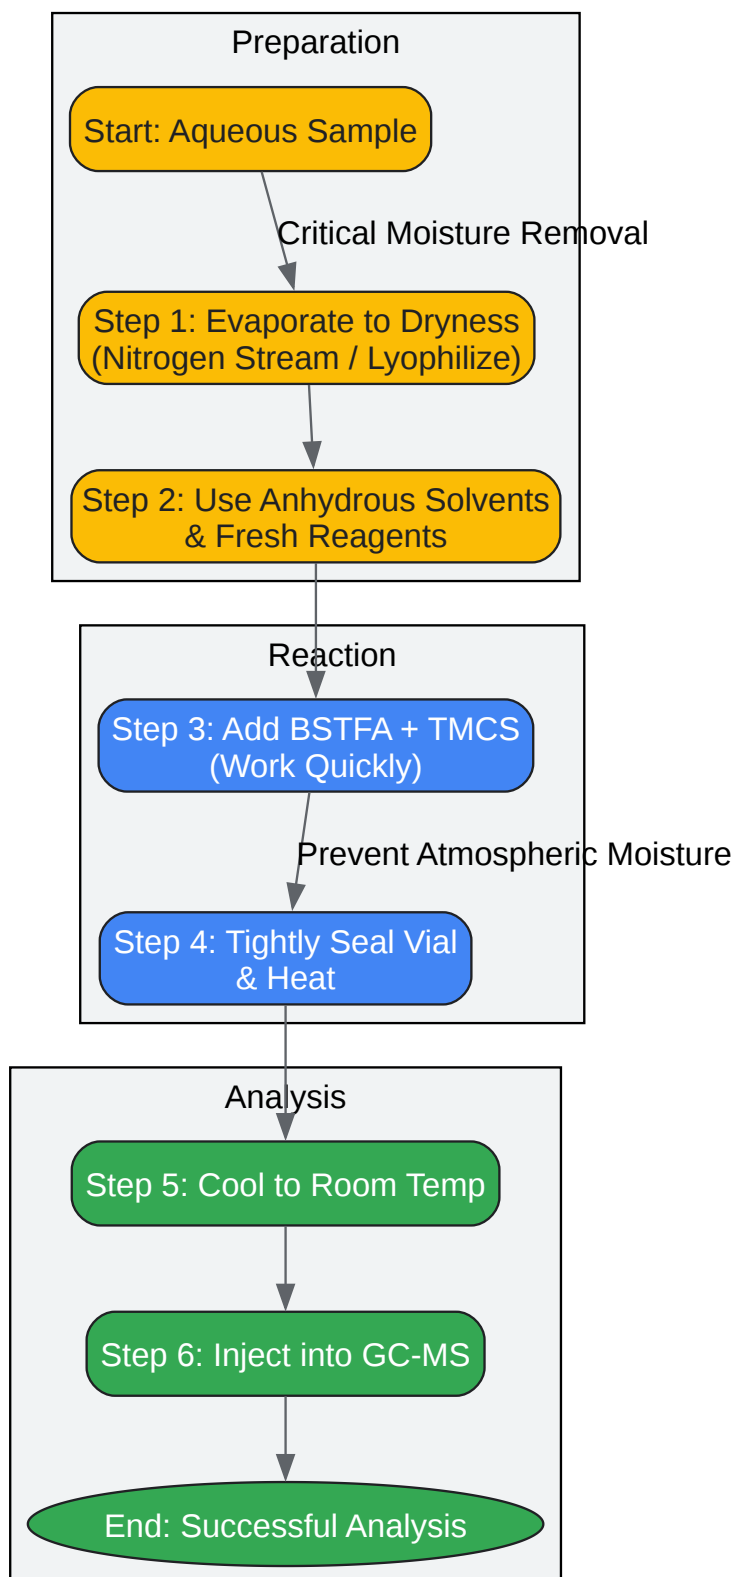 Preparation
Start: Aqueous Sample
Critical Moisture Removal
Step 1: Evaporate to Dryness
(Nitrogen Stream / Lyophilize)
Step 2: Use Anhydrous Solvents
& Fresh Reagents
Reaction
Step 3: Add BSTFA + TMCS
(Work Quickly)
Prevent Atmospheric Moisture
Step 4: Tightly Seal Vial
& Heat
Analysis
Step 5: Cool to Room Temp
Step 6: Inject into GC-MS
End: Successful Analysis